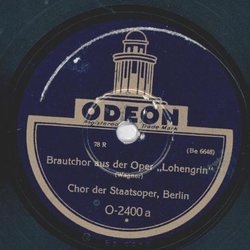 ODEON
Registered Trade Mark
78 R
(Be 6648)
Brautchor aus der Oper „Lohengrin"
(Wagner)
Chor der Staatsoper, Berlin
O-2400 a
*